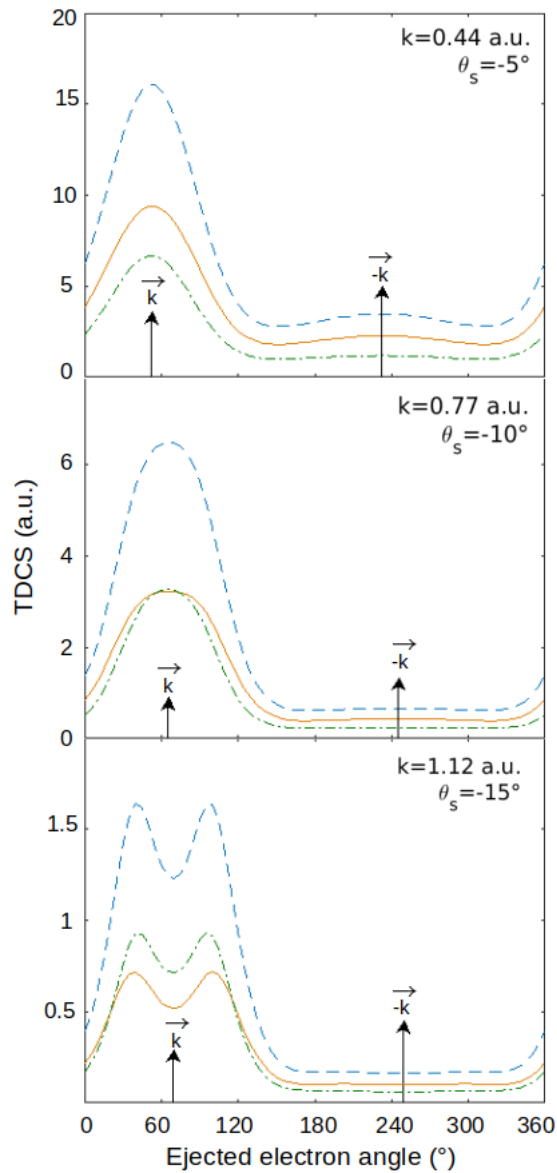 20
k=0.44 a.u.
θs=-5°
15
10
k
-k
5
0
k=0.77 a.u.
θs=-10°
6
4
2
k
-k
0
k=1.12 a.u.
θs=-15°
1.5
1
0.5
k
-k
TDCS (a.u.)
0 60 120 180 240 300 360
Ejected electron angle (°)